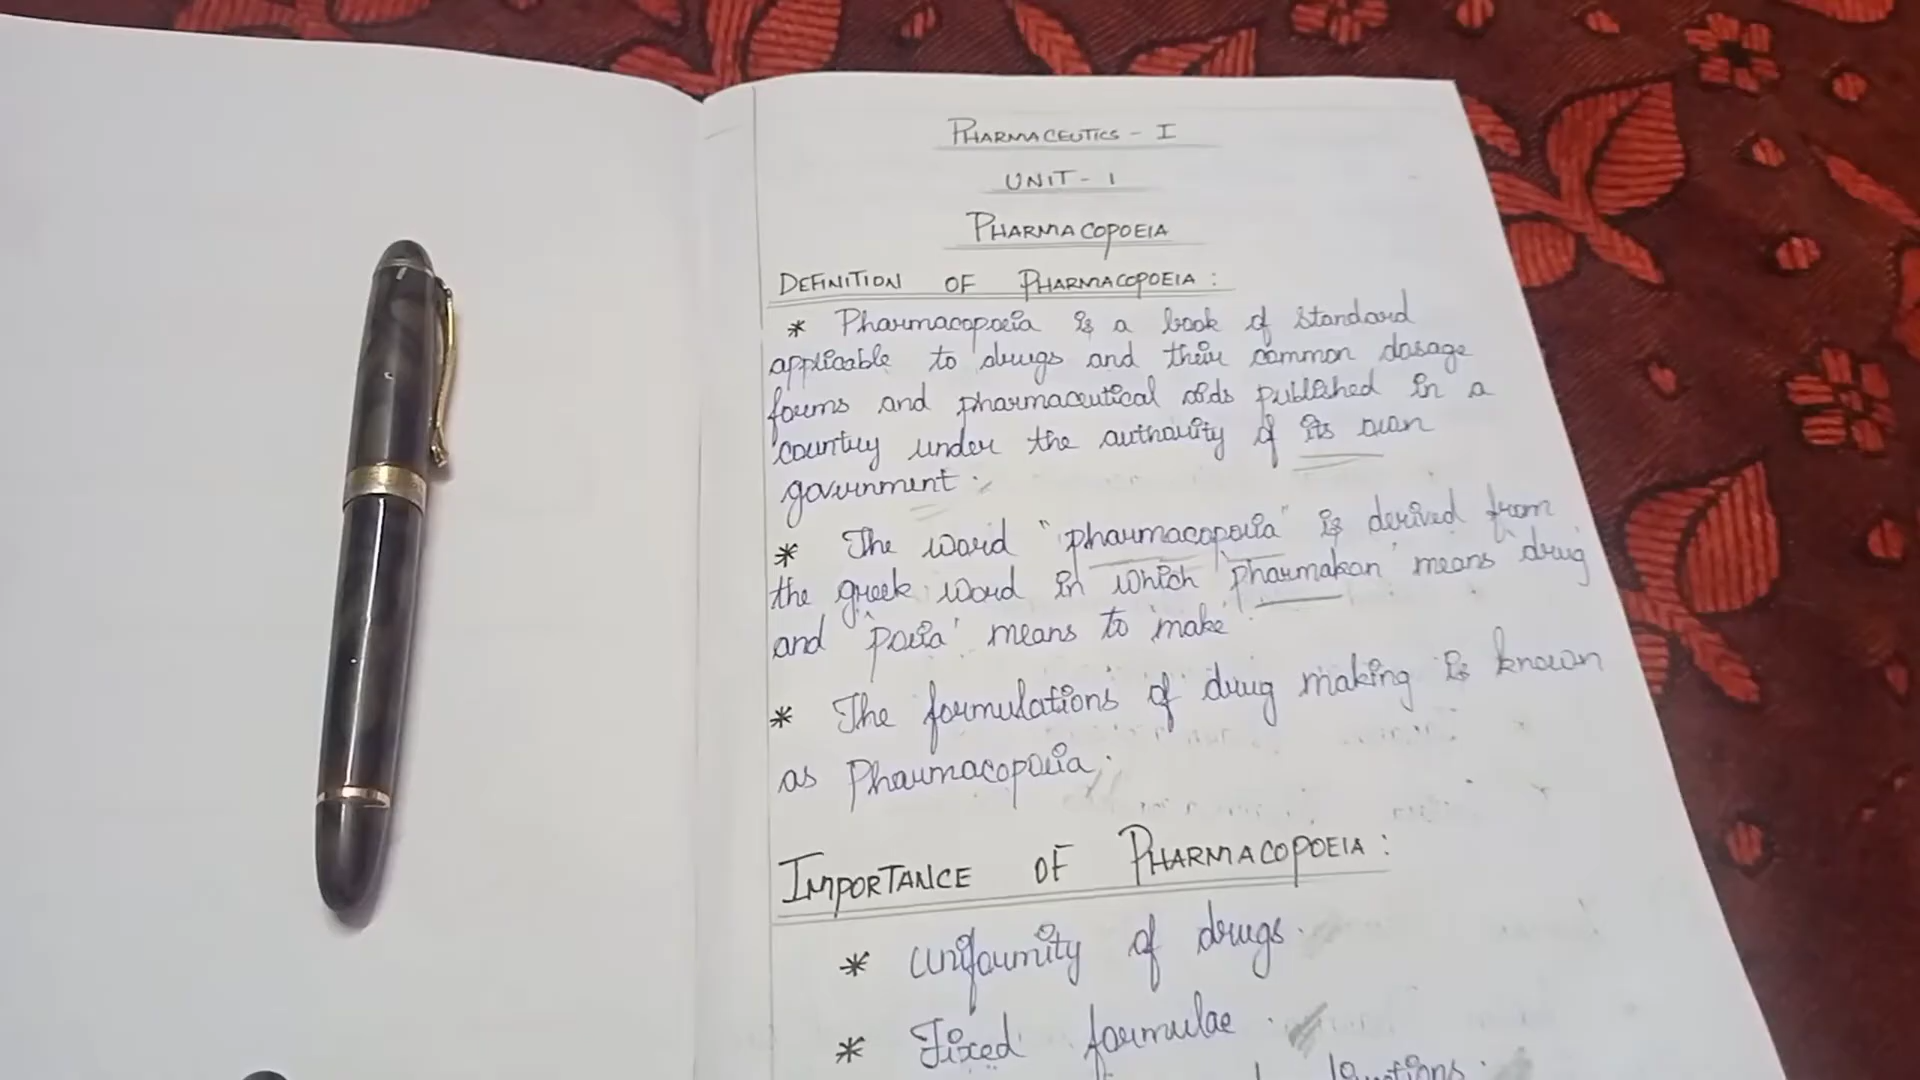 PHARMACEUTICS - I
UNIT - 1
PHARMACOPOEIA
DEFINITION OF PHARMACOPOEIA :
* Pharmacopoeia is a book of standard
applicable to drugs and their common dosage
forms and pharmaceutical aids published in a
country under the authority of its own
government.
* The word "pharmacopoeia" is derived from
the greek word in which 'pharmakon' means 'drug'
and 'poeia' means to 'make'.
* The formulations of drug making is known
as Pharmacopoeia.
IMPORTANCE OF PHARMACOPOEIA :
* Uniformity of drugs.
* Fixed formulae.